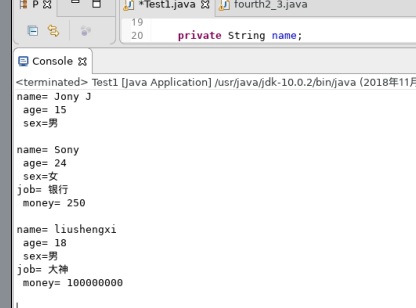 P
*Test1.java
fourth2_3.java
19
20 private String name;
Console
<terminated> Test1 [Java Application] /usr/java/jdk-10.0.2/bin/java (2018年11月
name= Jony J
age= 15
sex=男
name= Sony
age= 24
sex=女
job= 银行
money= 250
name= liushengxi
age= 18
sex=男
job= 大神
money= 100000000